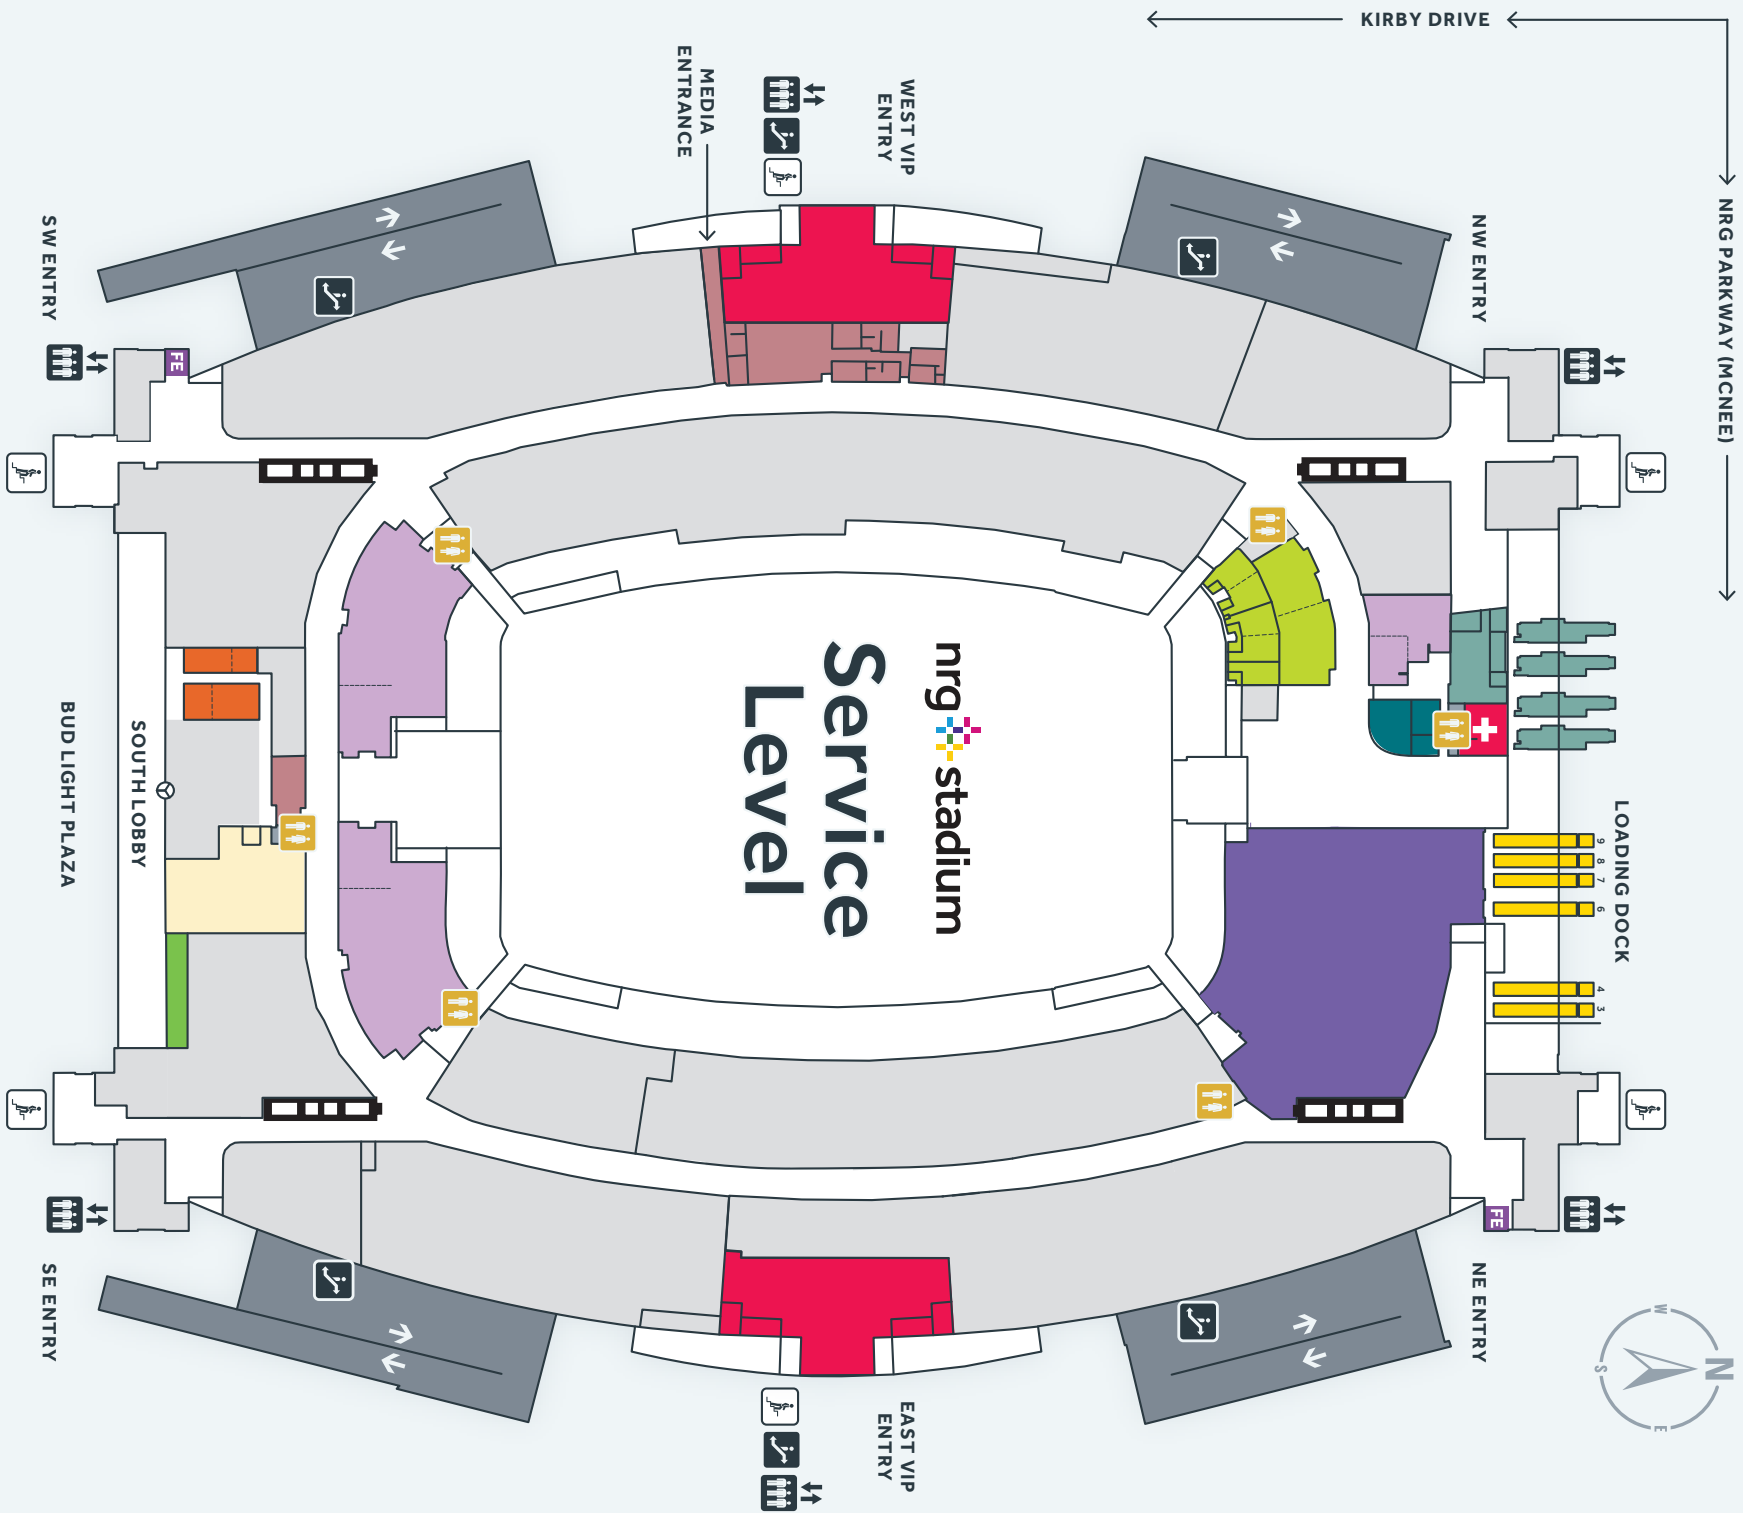 KIRBY DRIVE
NRG PARKWAY (MCNEE)
MEDIA
ENTRANCE
WEST VIP
ENTRY
SW ENTRY
NW ENTRY
FE
nrg stadium
Service
Level
BUD LIGHT PLAZA
SOUTH LOBBY
LOADING DOCK
9
8
7
6
4
3
FE
SE ENTRY
NE ENTRY
EAST VIP
ENTRY
N
W
S
E